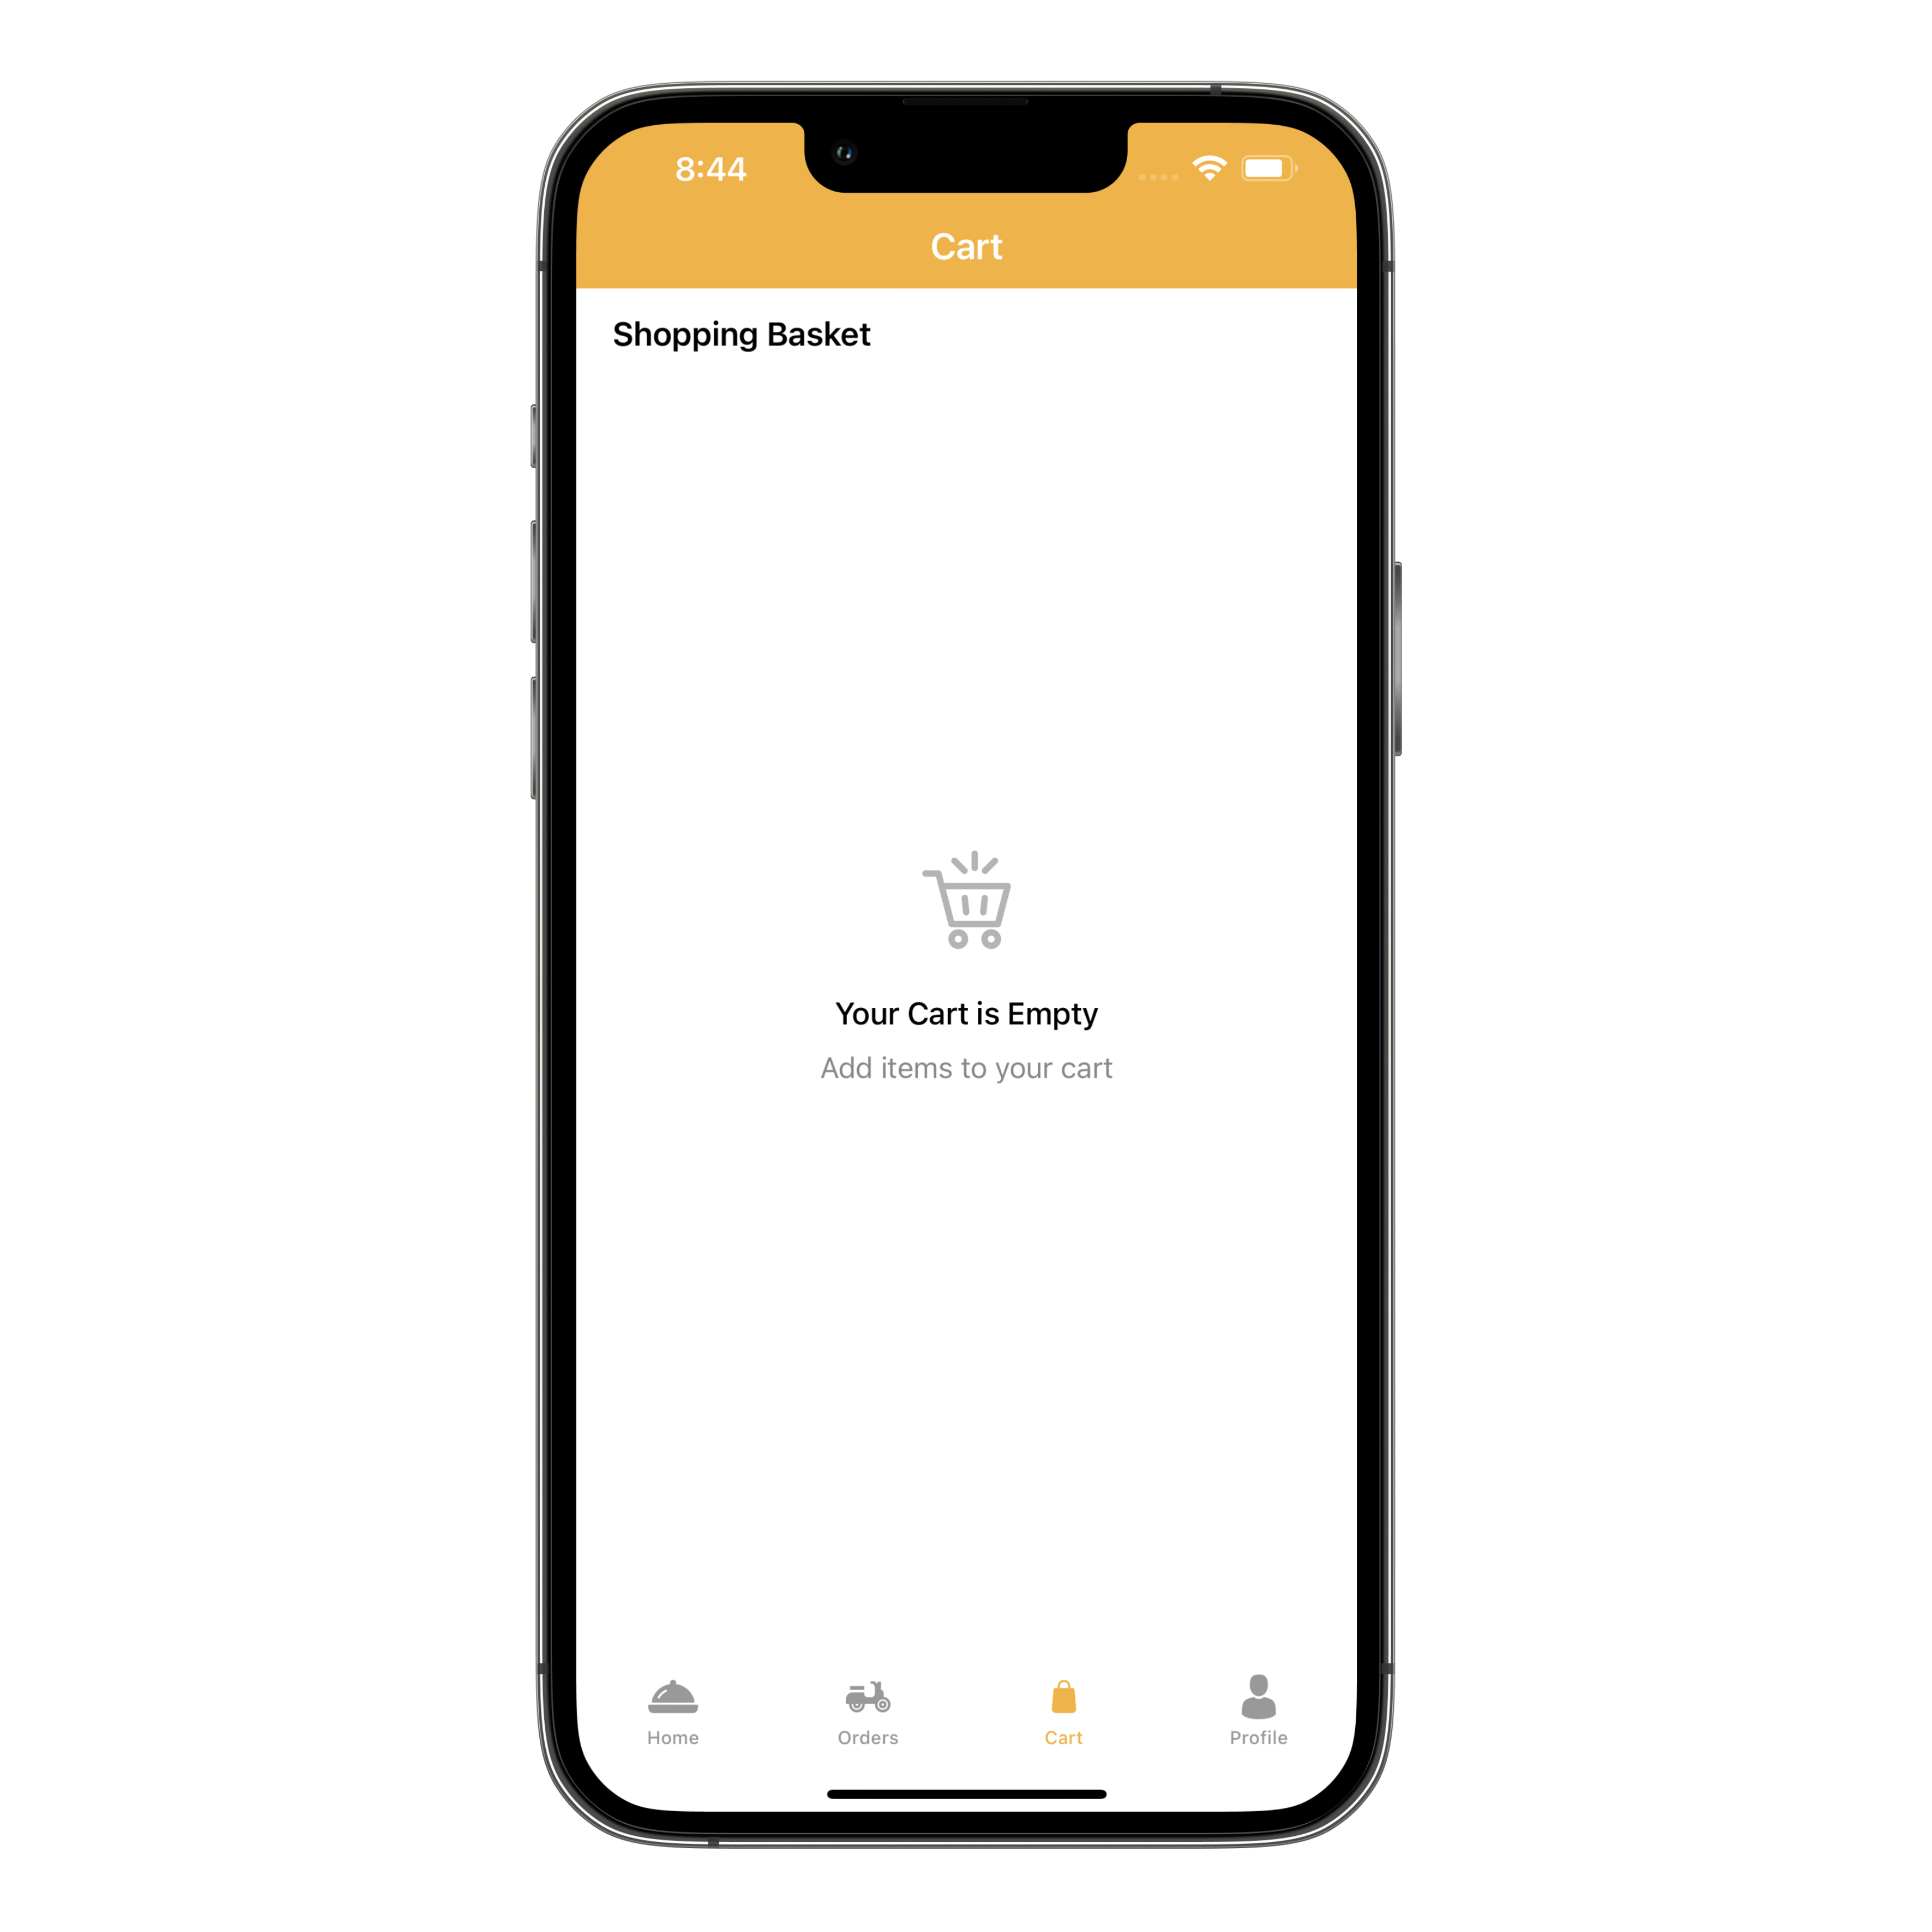 8:44
Cart
Shopping Basket
Your Cart is Empty
Add items to your cart
Home
Orders
Cart
Profile